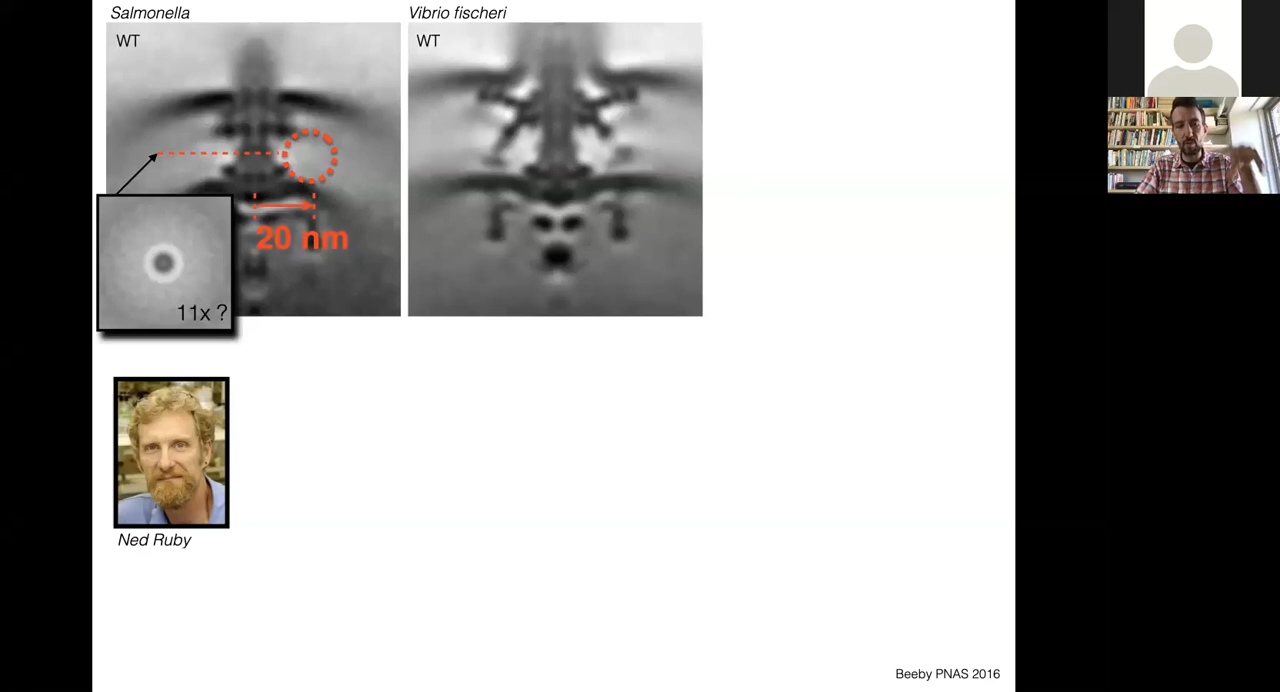 Salmonella
Vibrio fischeri
WT
WT
20 nm
11x ?
Ned Ruby
Beeby PNAS 2016